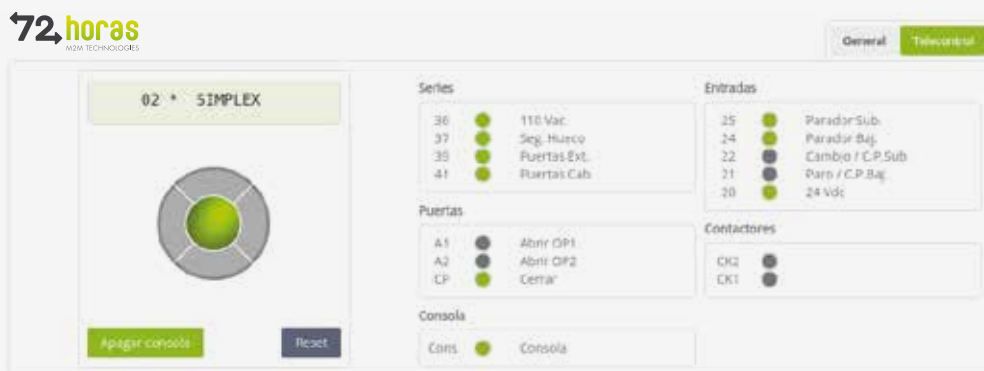 72 horas
M2M TECHNOLOGIES
General Telecontrol
02 * SIMPLEX
Apagar consola Reset
Series
36 110 Vac.
37 Seg. Hueco
39 Puertas Ext.
41 Puertas Cab.
Puertas
A1 Abrir OP1
A2 Abrir OP2
CP Cerrar
Consola
Cons. Consola
Entradas
25 Parador Sub.
24 Parador Baj.
22 Cambio / C.P.Sub
21 Paro / C.P.Baj.
20 24 Vdc
Contactores
CK2
CK1